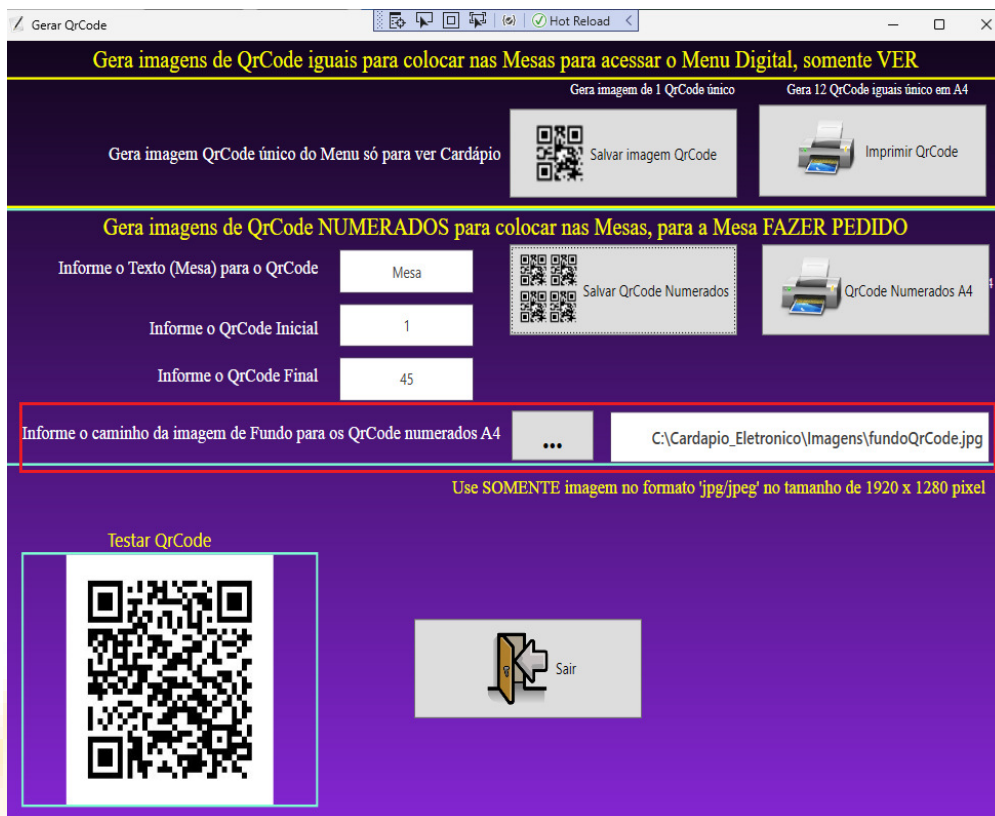 Gerar QrCode
Hot Reload
Gera imagens de QrCode iguais para colocar nas Mesas para acessar o Menu Digital, somente VER
Gera imagem de 1 QrCode único
Gera 12 QrCode iguais único em A4
Gera imagem QrCode único do Menu só para ver Cardápio
Salvar imagem QrCode
Imprimir QrCode
Gera imagens de QrCode NUMERADOS para colocar nas Mesas, para a Mesa FAZER PEDIDO
Informe o Texto (Mesa) para o QrCode
Mesa
Salvar QrCode Numerados
QrCode Numerados A4
4
Informe o QrCode Inicial
1
Informe o QrCode Final
45
Informe o caminho da imagem de Fundo para os QrCode numerados A4
...
C:\Cardapio_Eletronico\Imagens\fundoQrCode.jpg
Use SOMENTE imagem no formato 'jpg/jpeg' no tamanho de 1920 x 1280 pixel
Testar QrCode
Sair